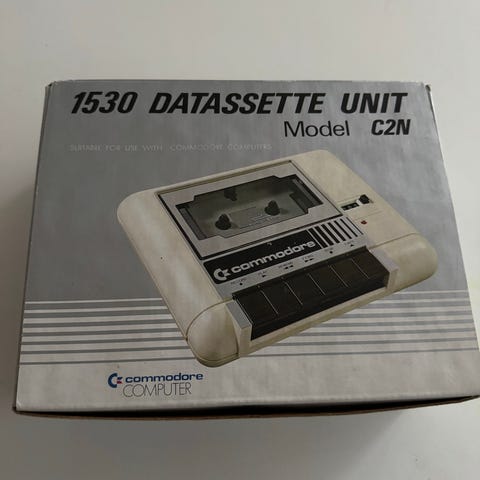 1530 DATASSETTE UNIT
Model C2N
SUITABLE FOR USE WITH COMMODORE COMPUTERS
commodore
commodore
COMPUTER